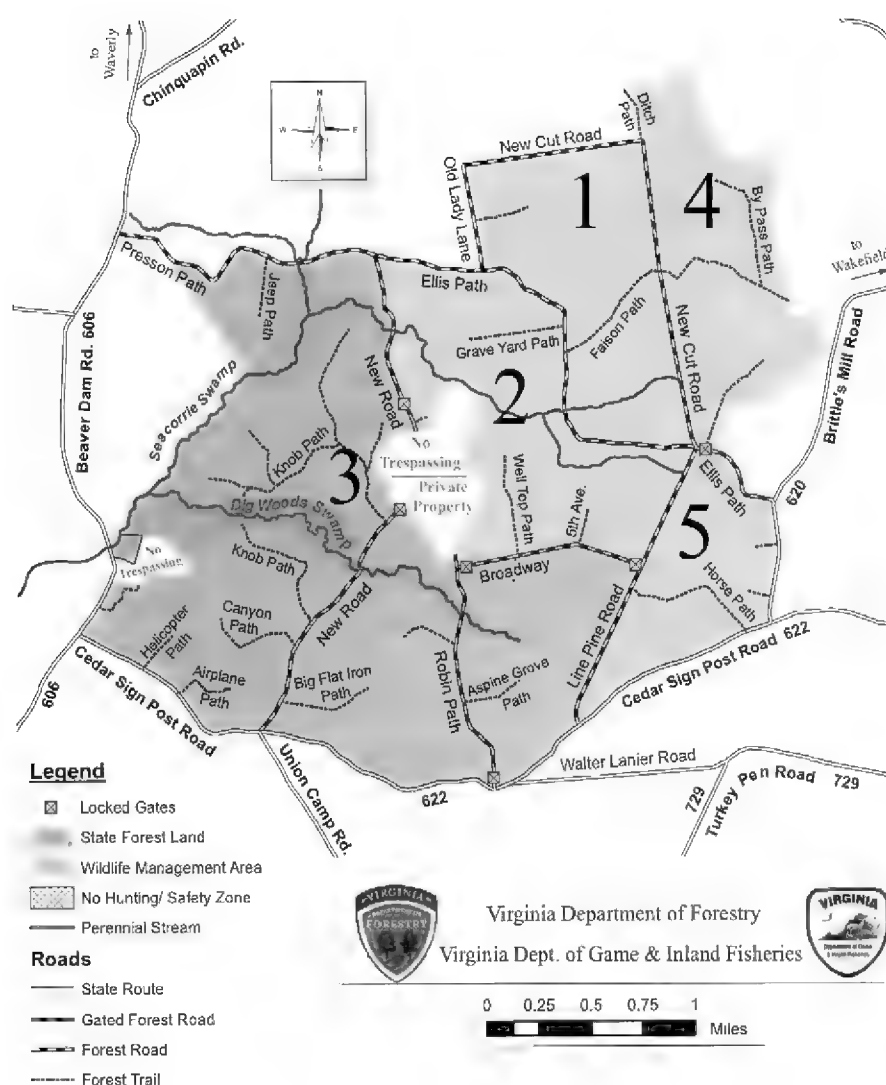 to
Waverly
Chinquapin Rd.
N
W
E
S
Ditch
Path
New Cut Road
Old Lady Lane
1
4
By Pass Path
to
Wakefield
Presson Path
Jeep Path
Ellis Path
Faison Path
Grave Yard Path
New Cut Road
Beaver Dam Rd. 606
Seacorrie Swamp
New Road
2
Brittle's Mill Road
No
Trespassing
Private
Property
Knob Path
3
Well Top Path
5th Ave.
Ellis Path
620
Big Woods Swamp
No
Trespassing
Knob Path
Broadway
5
Horse Path
New Road
Canyon
Path
Helicopter
Path
Airplane
Path
Big Flat Iron
Path
Robin Path
Aspine Grove
Path
Line Pine Road
Cedar Sign Post Road 622
606
Cedar Sign Post Road
Union Camp Rd.
622
Walter Lanier Road
729
Turkey Pen Road
729
Legend
Locked Gates
State Forest Land
Wildlife Management Area
No Hunting/ Safety Zone
Perennial Stream
Roads
State Route
Gated Forest Road
Forest Road
Forest Trail
VIRGINIA
FORESTRY
Virginia Department of Forestry
Virginia Dept. of Game & Inland Fisheries
VIRGINIA
0 0.25 0.5 0.75 1
Miles